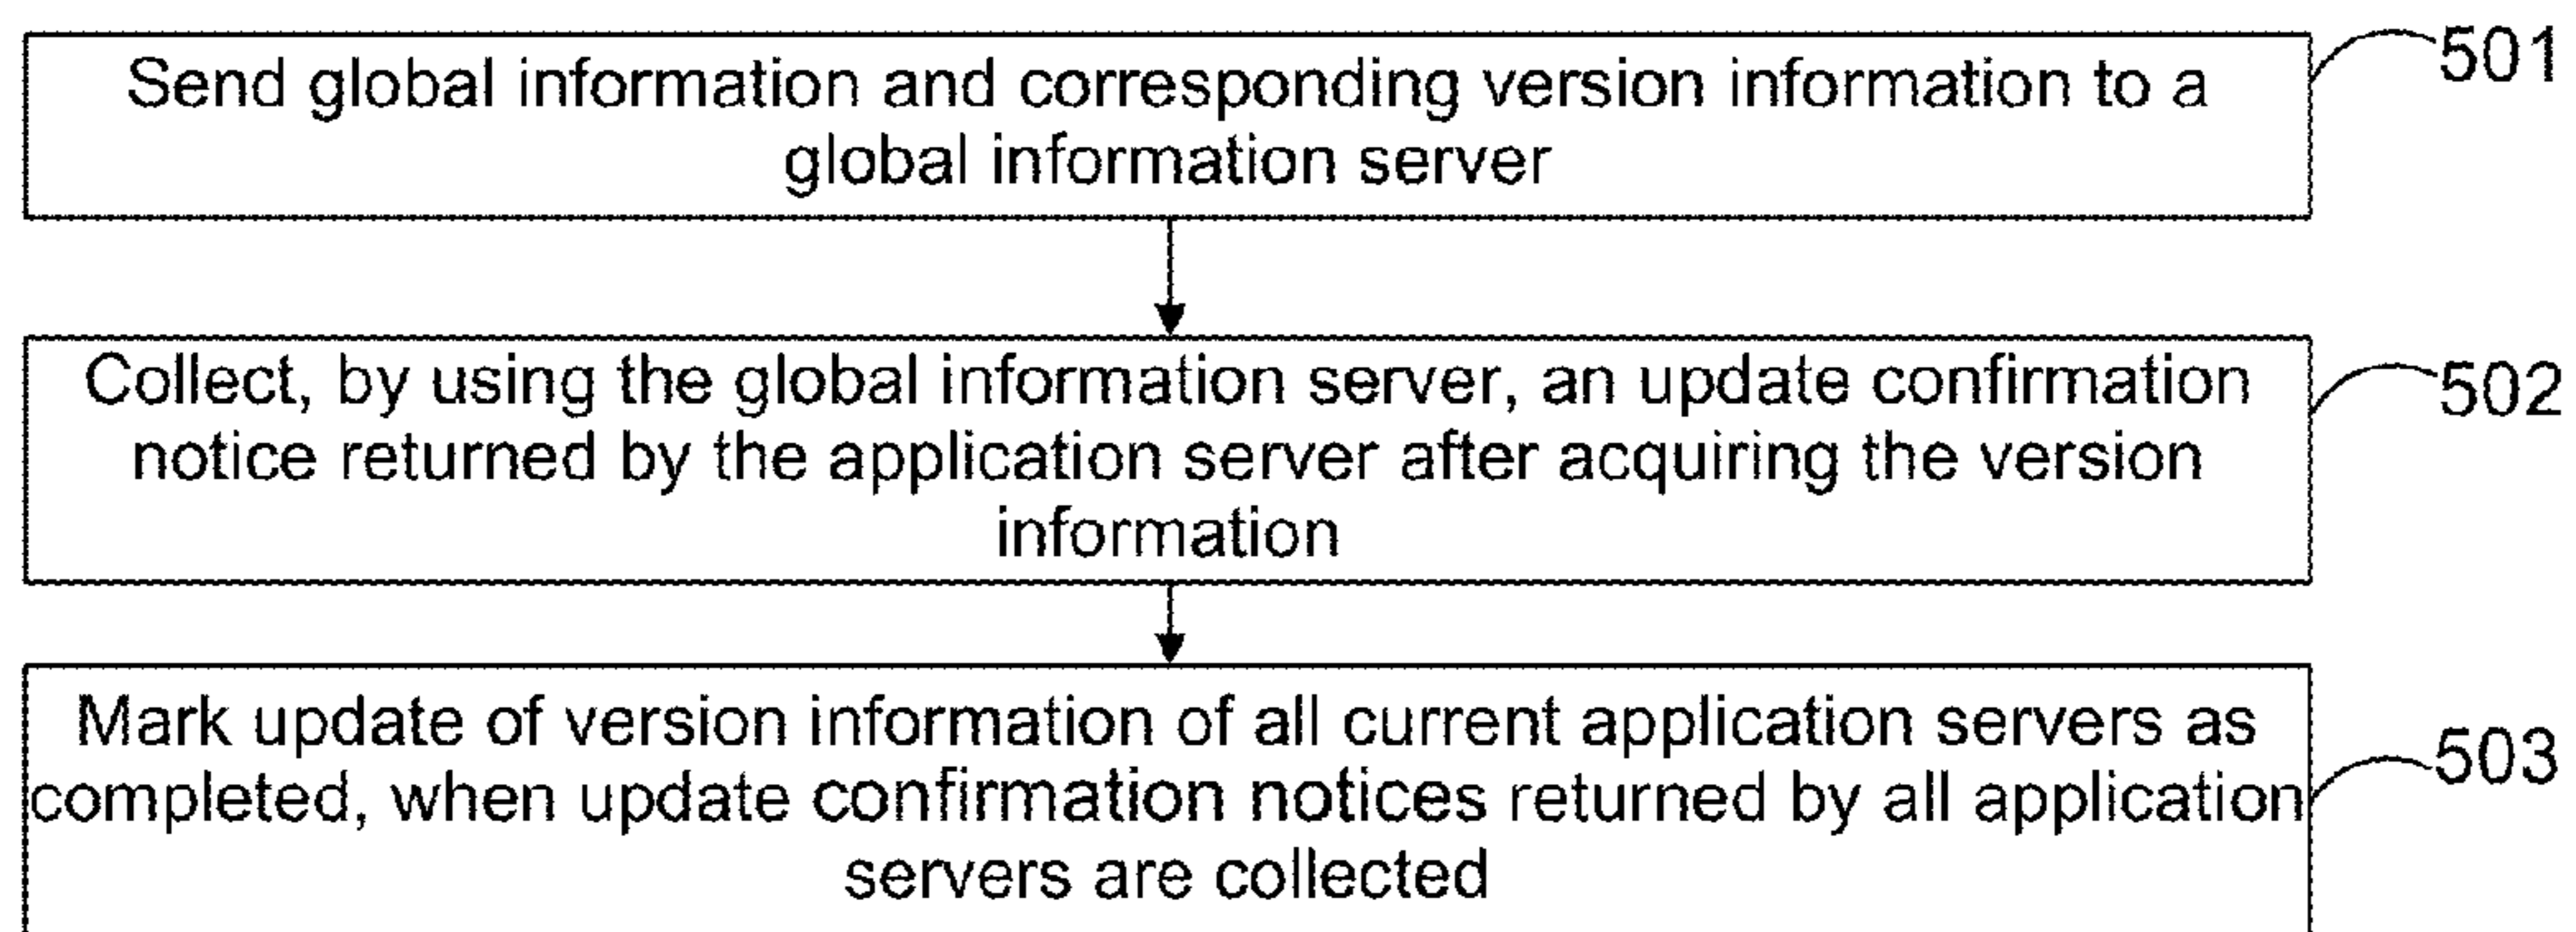 Send global information and corresponding version information to a
global information server
501
Collect, by using the global information server, an update confirmation
notice returned by the application server after acquiring the version
information
502
Mark update of version information of all current application servers as
completed, when update confirmation notices returned by all application
servers are collected
503